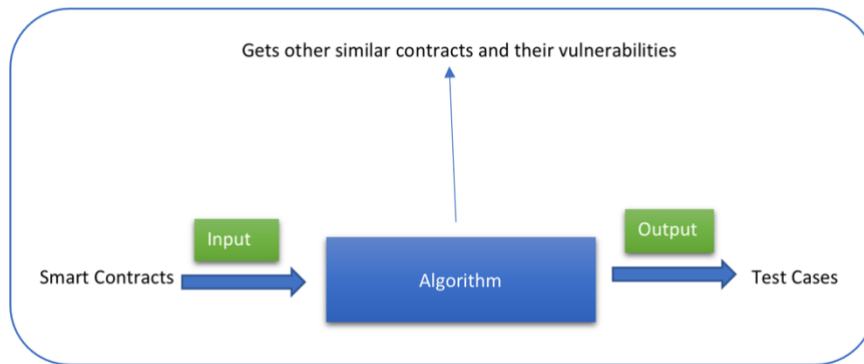 Gets other similar contracts and their vulnerabilities
Input
Output
Smart Contracts
Algorithm
Test Cases